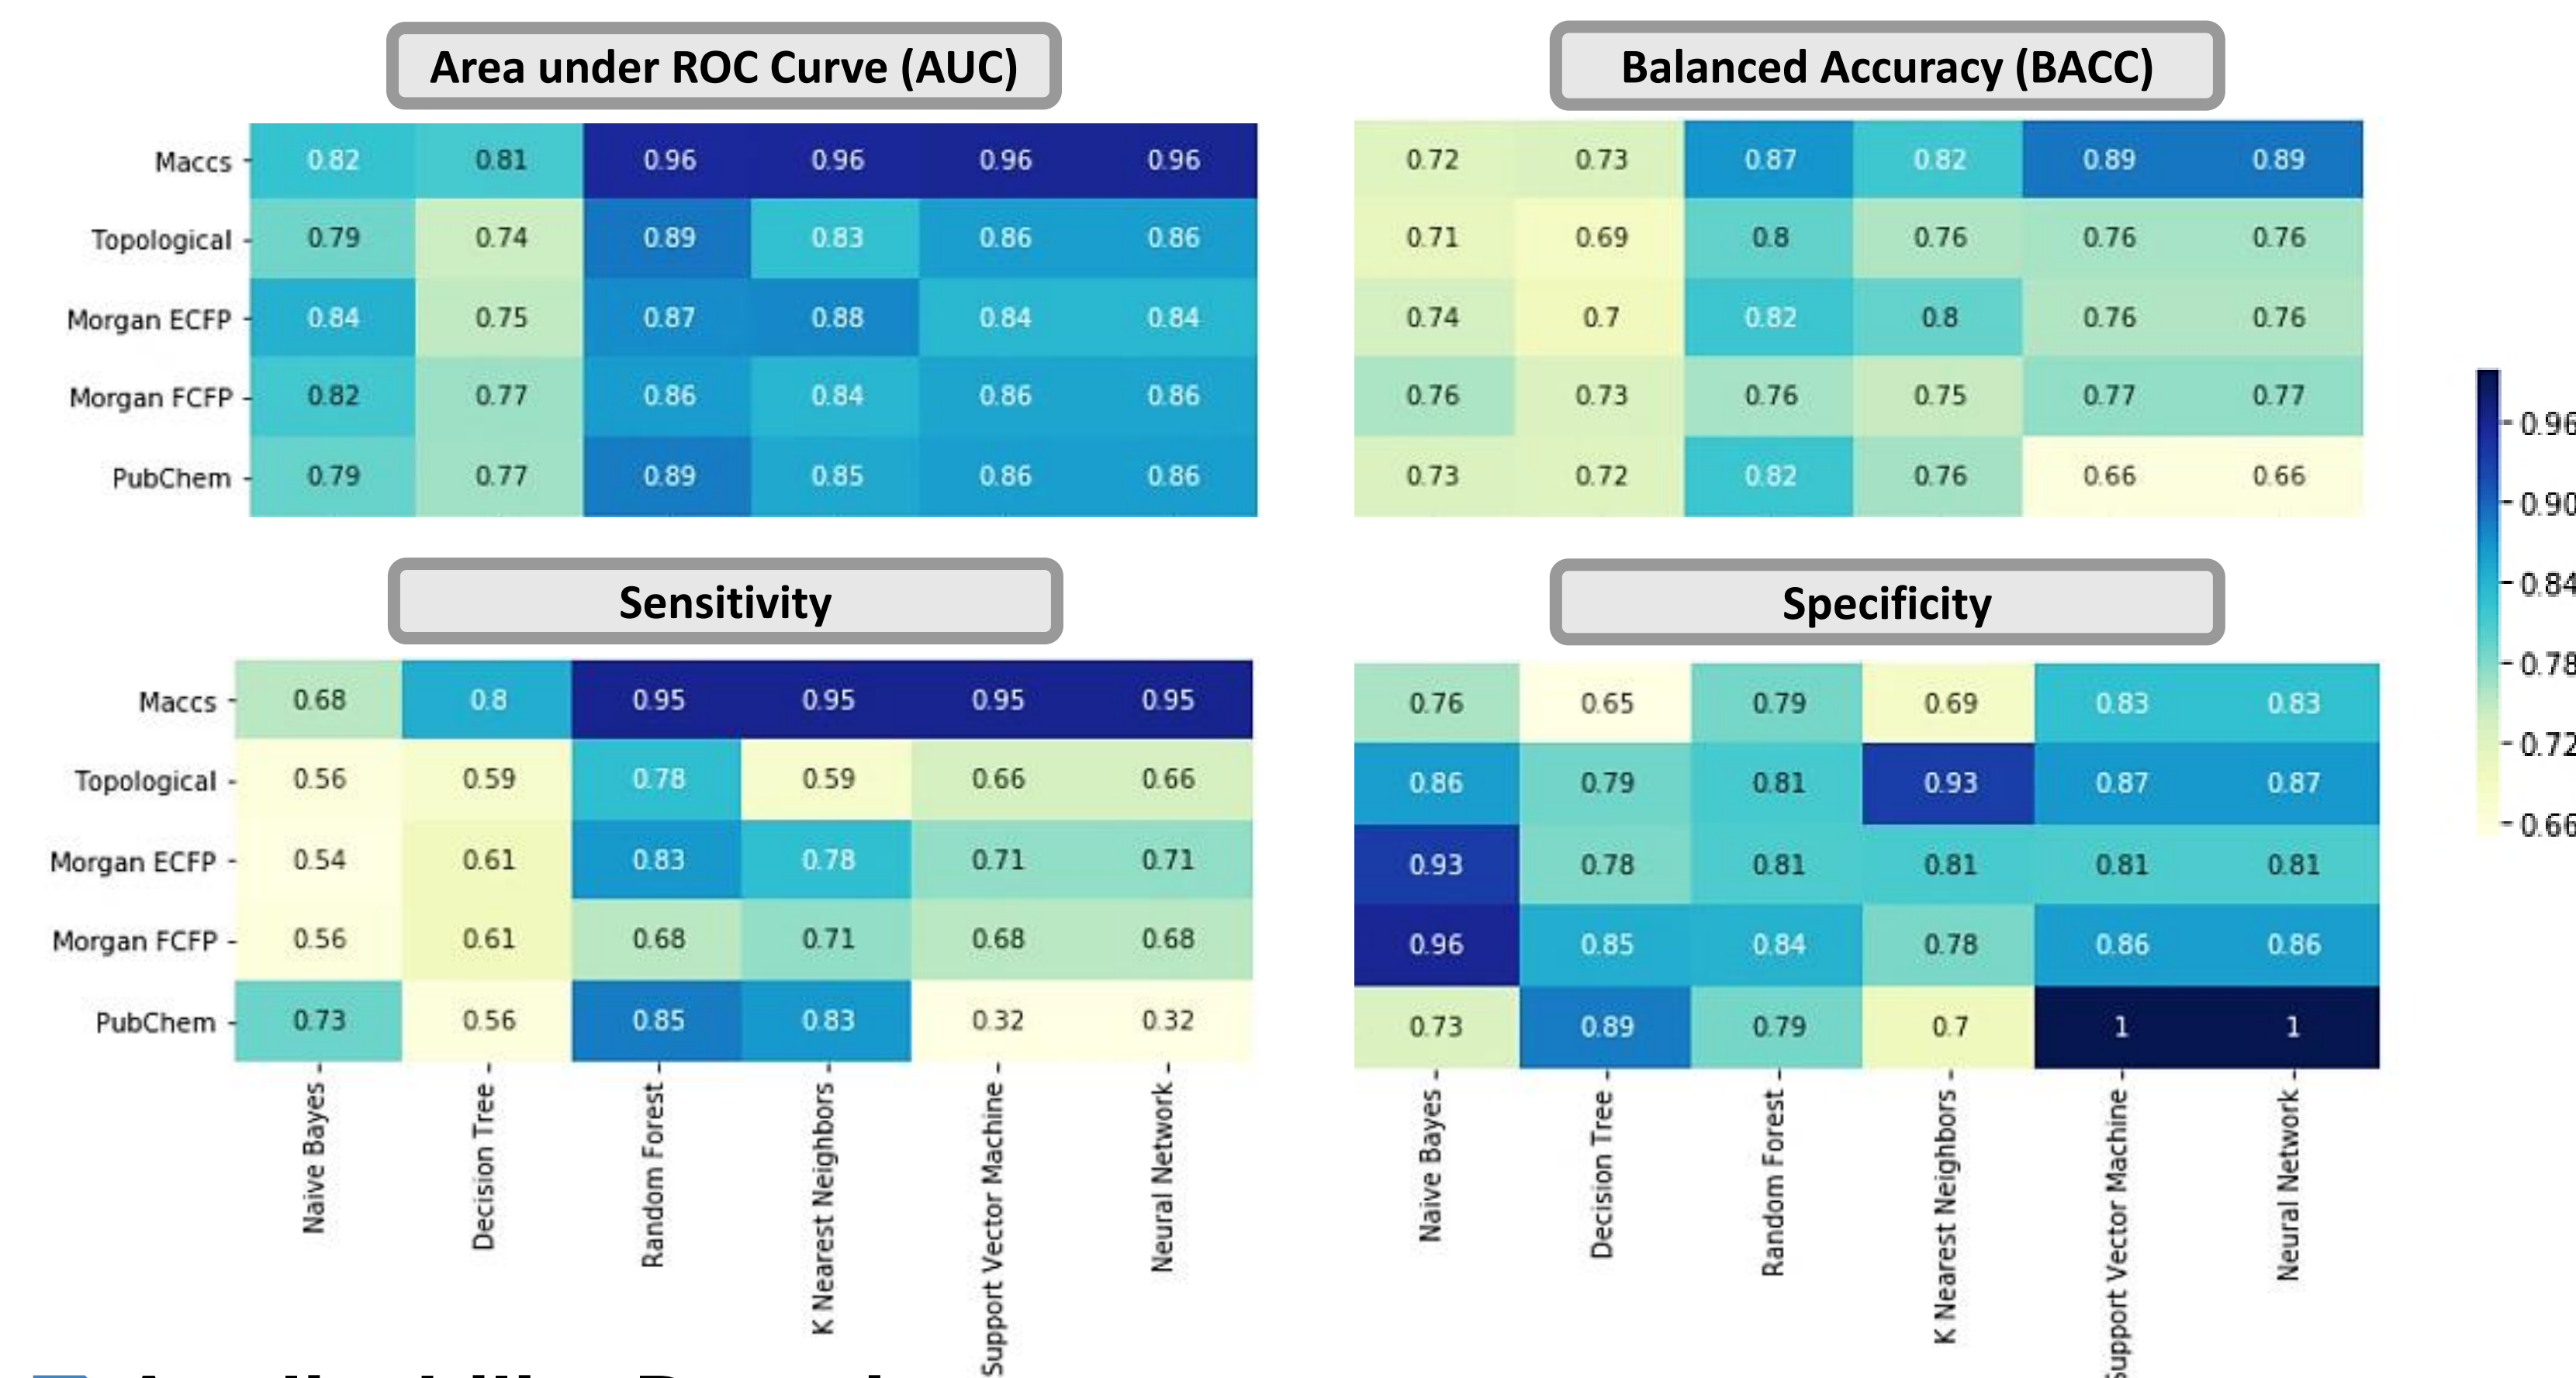 Area under ROC Curve (AUC)
Balanced Accuracy (BACC)
Maccs 0.82 0.81 0.96 0.96 0.96 0.96
Topological 0.79 0.74 0.89 0.83 0.86 0.86
Morgan ECFP 0.84 0.75 0.87 0.88 0.84 0.84
Morgan FCFP 0.82 0.77 0.86 0.84 0.86 0.86
PubChem 0.79 0.77 0.89 0.85 0.86 0.86
0.72 0.73 0.87 0.82 0.89 0.89
0.71 0.69 0.8 0.76 0.76 0.76
0.74 0.7 0.82 0.8 0.76 0.76
0.76 0.73 0.76 0.75 0.77 0.77
0.73 0.72 0.82 0.76 0.66 0.66
0.96
0.90
0.84
0.78
0.72
0.66
Sensitivity
Specificity
Maccs 0.68 0.8 0.95 0.95 0.95 0.95
Topological 0.56 0.59 0.78 0.59 0.66 0.66
Morgan ECFP 0.54 0.61 0.83 0.78 0.71 0.71
Morgan FCFP 0.56 0.61 0.68 0.71 0.68 0.68
PubChem 0.73 0.56 0.85 0.83 0.32 0.32
Naive Bayes
Decision Tree
Random Forest
K Nearest Neighbors
Support Vector Machine
Neural Network
0.76 0.65 0.79 0.69 0.83 0.83
0.86 0.79 0.81 0.93 0.87 0.87
0.93 0.78 0.81 0.81 0.81 0.81
0.96 0.85 0.84 0.78 0.86 0.86
0.73 0.89 0.79 0.7 1 1
Naive Bayes
Decision Tree
Random Forest
K Nearest Neighbors
Support Vector Machine
Neural Network